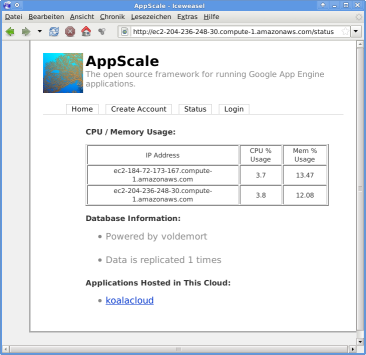 AppScale - Iceweasel
Datei Bearbeiten Ansicht Chronik Lesezeichen Extras Hilfe
http://ec2-204-236-248-30.compute-1.amazonaws.com/status
AppScale
The open source framework for running Google App Engine
applications.
Home Create Account Status Login
CPU / Memory Usage:
IP Address CPU % Usage Mem % Usage
ec2-184-72-173-167.compute-
1.amazonaws.com 3.7 13.47
ec2-204-236-248-30.compute-
1.amazonaws.com 3.8 12.08
Database Information:
• Powered by voldemort
• Data is replicated 1 times
Applications Hosted in This Cloud:
• koalacloud